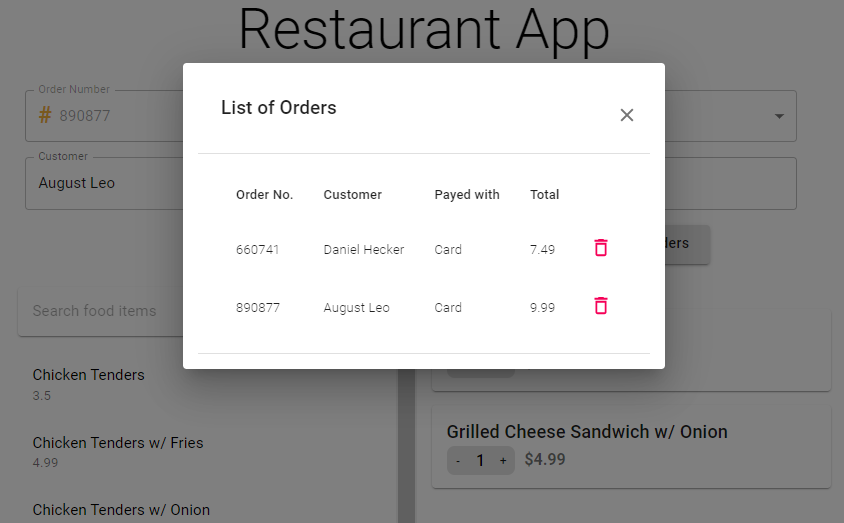 Restaurant App
Order Number
# 890877
Customer
August Leo
List of Orders
Order No. Customer Payed with Total
660741 Daniel Hecker Card 7.49
890877 August Leo Card 9.99
Search food items
Chicken Tenders
3.5
Chicken Tenders w/ Fries
4.99
Chicken Tenders w/ Onion
Grilled Cheese Sandwich w/ Onion
- 1 + $4.99